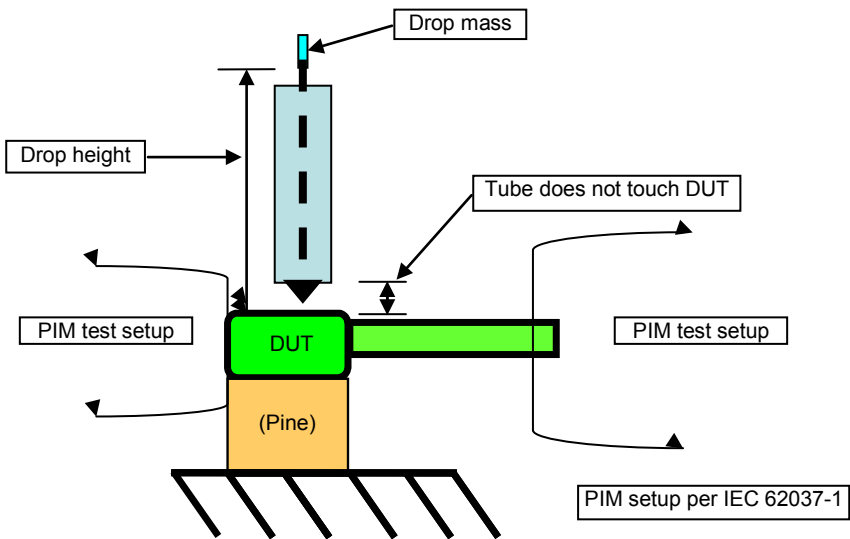 Drop mass
Drop height
Tube does not touch DUT
PIM test setup
DUT
PIM test setup
(Pine)
PIM setup per IEC 62037-1